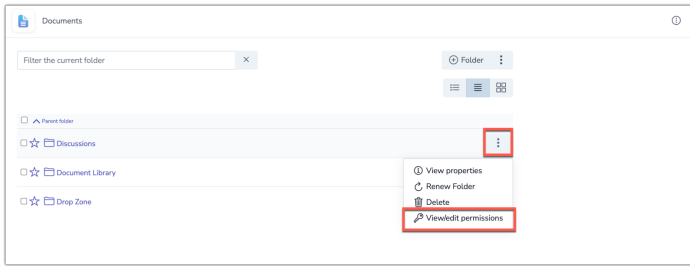 Documents
Filter the current folder
Folder
Parent folder
Discussions
View properties
Document Library
Renew Folder
Delete
Drop Zone
View/edit permissions